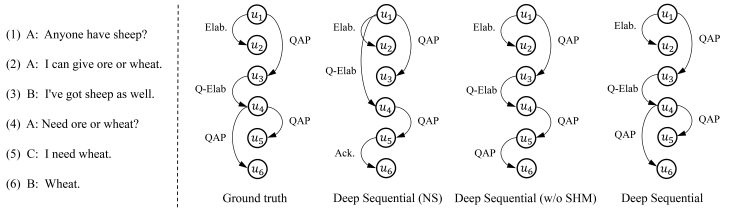 (1) A: Anyone have sheep?
(2) A: I can give ore or wheat.
(3) B: I've got sheep as well.
(4) A: Need ore or wheat?
(5) C: I need wheat.
(6) B: Wheat.
u1
Elab.
u2
QAP
u3
Q-Elab
u4
QAP
QAP
u5
u6
Ground truth
u1
Elab.
u2
QAP
Q-Elab
u3
u4
QAP
u5
Ack.
u6
Deep Sequential (NS)
u1
Elab.
u2
QAP
u3
Q-Elab
u4
QAP
u5
QAP
u6
Deep Sequential (w/o SHM)
u1
Elab.
u2
QAP
u3
Q-Elab
u4
QAP
QAP
u5
u6
Deep Sequential